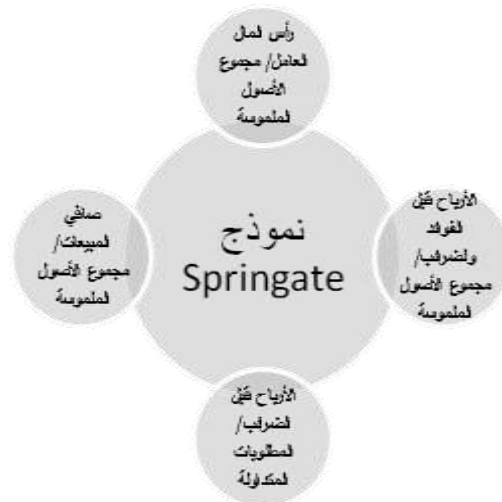 رأس المال
العامل/ مجموع
الأصول
الملموسة
الأرباح قبل
الفوائد
والضرائب/
مجموع الأصول
الملموسة
نموذج
Springate
صافي
المبيعات/
مجموع الأصول
الملموسة
الأرباح قبل
الضرائب/
المطلوبات
المتداولة